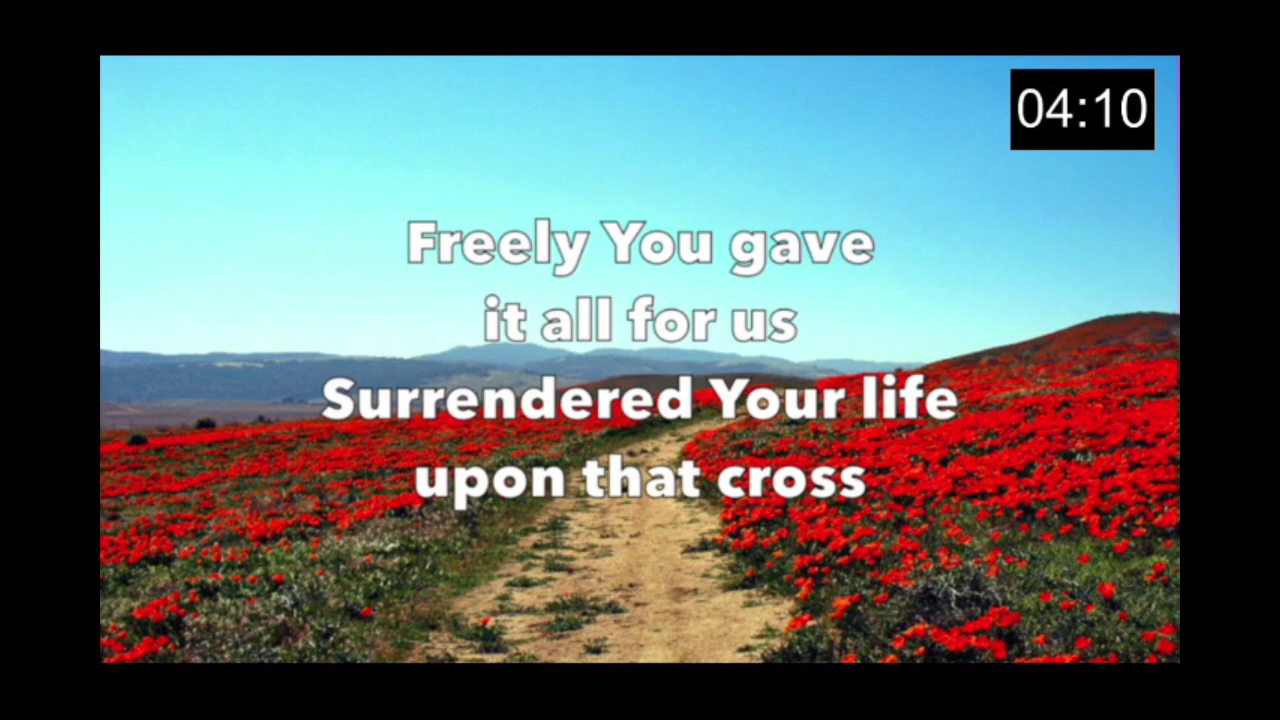 04:10
Freely You gave
it all for us
Surrendered Your life
upon that cross